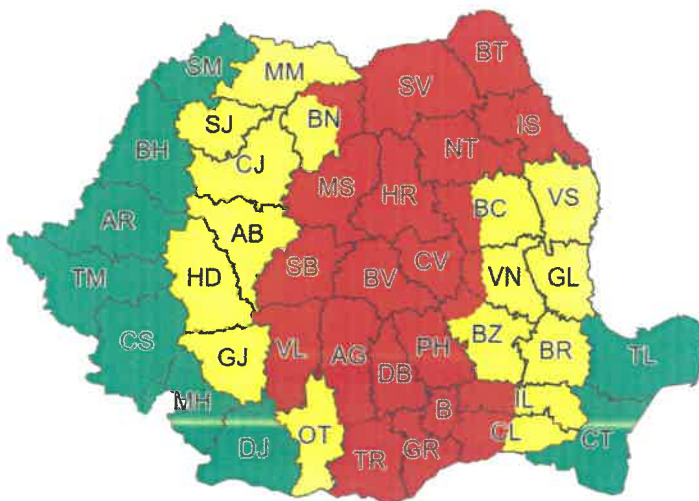 BT
SM
MM
SV
SJ
BN
IS
BH
CJ
NT
MS
HR
BC
VS
AR
AB
TM
HD
SB
BV
CV
VN
GL
CS
GJ
VL
AG
PH
BZ
BR
TL
DB
MH
B
IL
DJ
OT
TR
GR
CL
CT